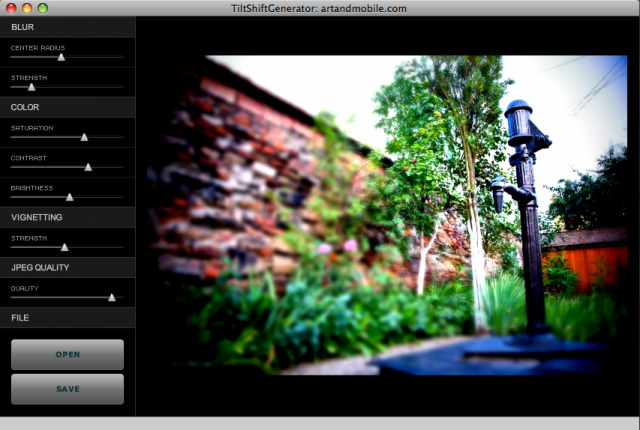 TiltShiftGenerator: artandmobile.com
BLUR
CENTER RADIUS
STRENGTH
COLOR
SATURATION
CONTRAST
BRIGHTNESS
VIGNETTING
STRENGTH
JPEG QUALITY
QUALITY
FILE
OPEN
SAVE